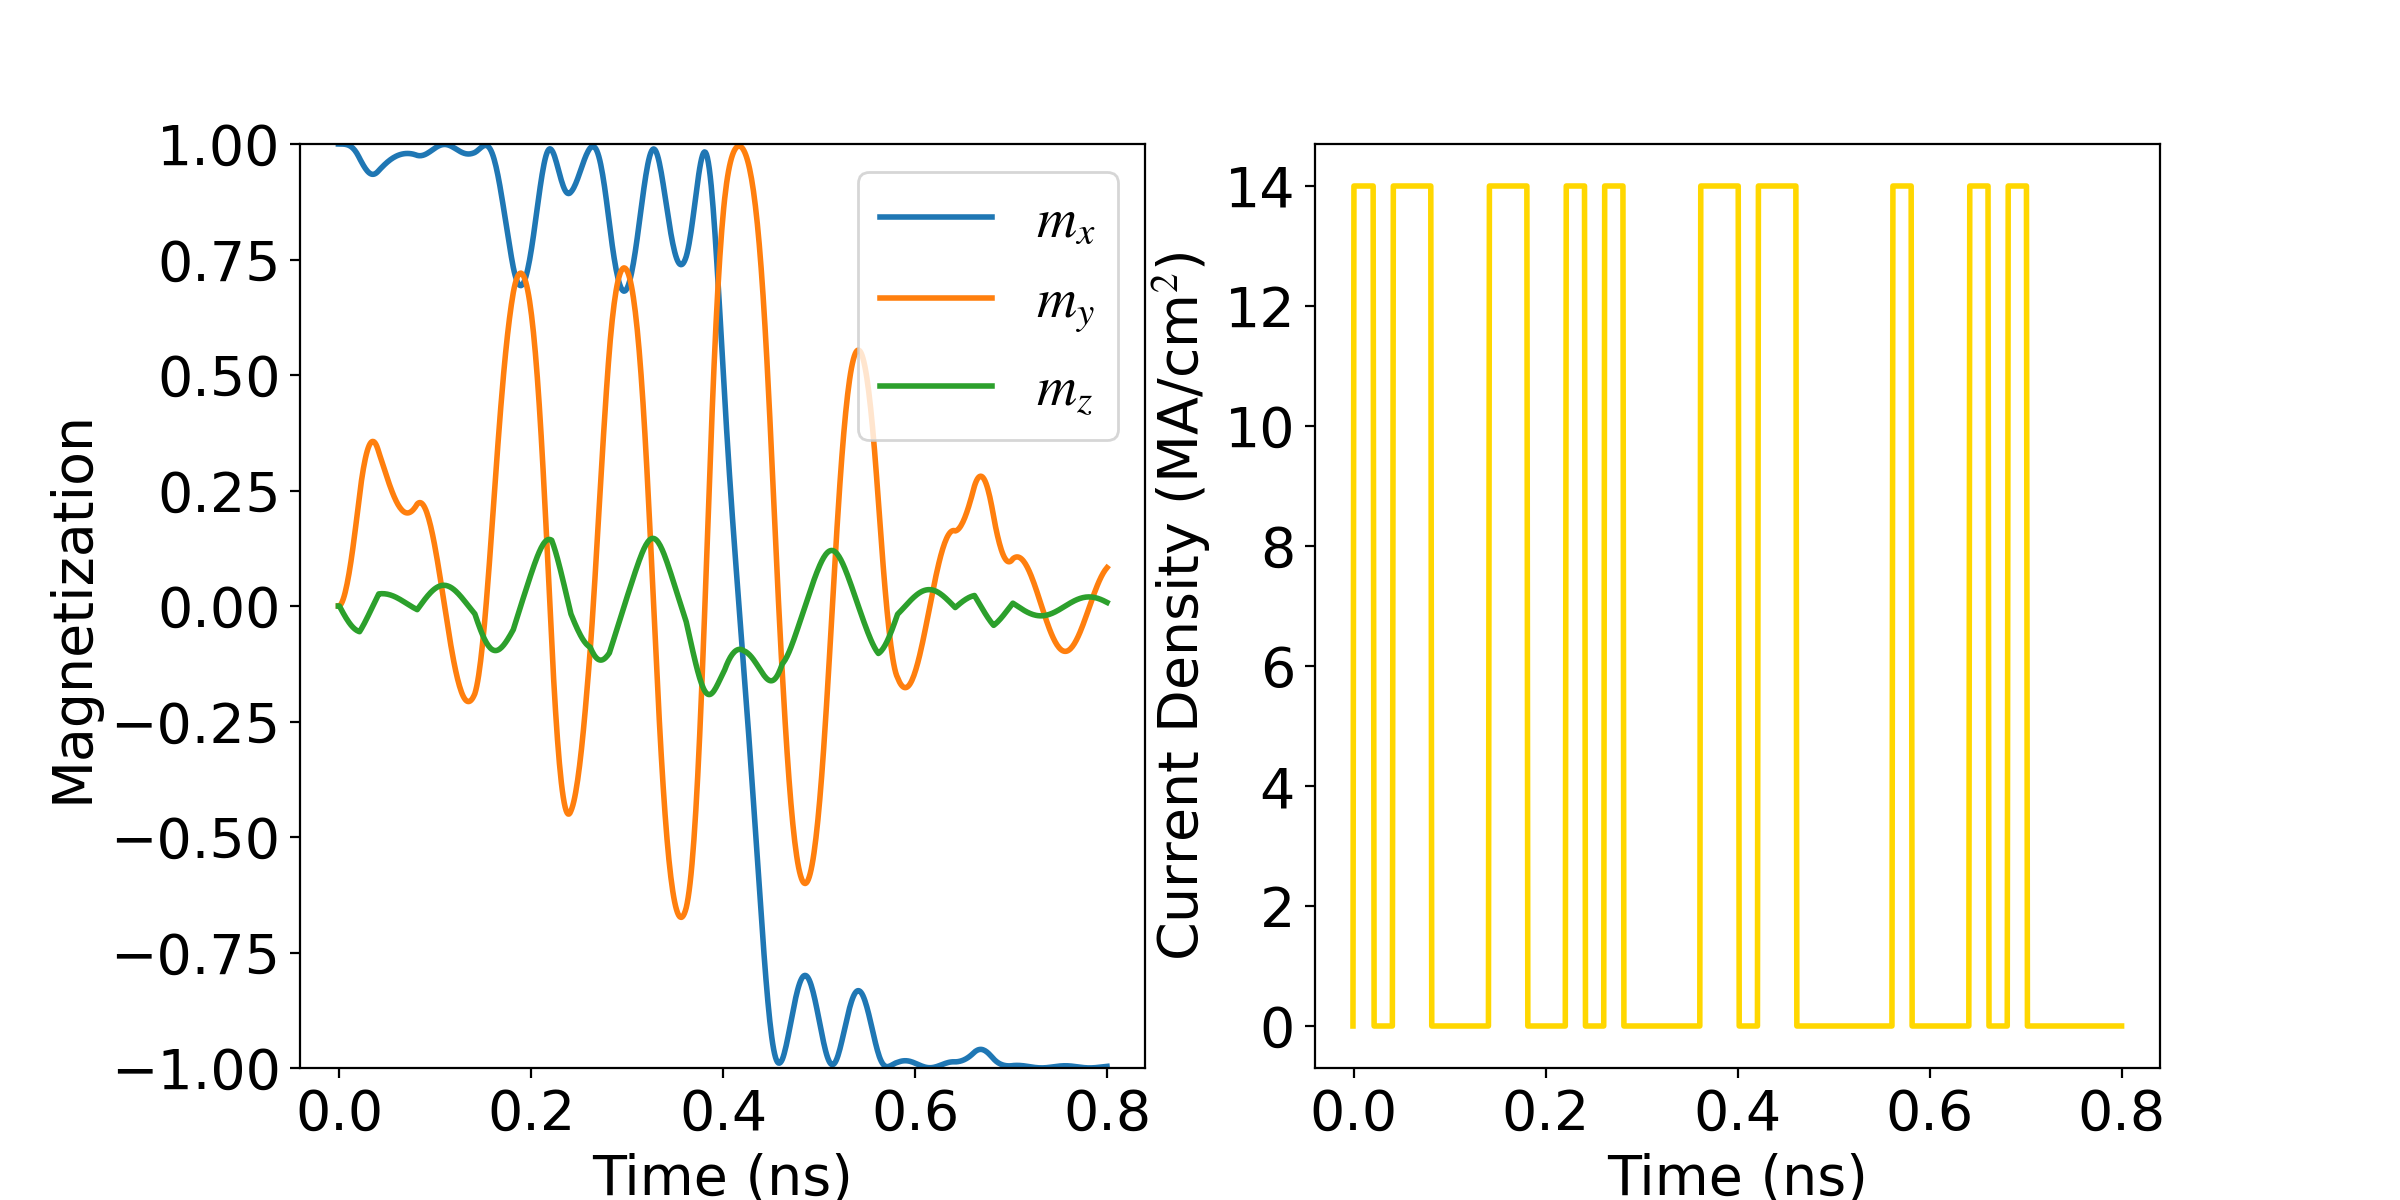 Magnetization
1.00
0.75
0.50
0.25
0.00
−0.25
−0.50
−0.75
−1.00
0.0 0.2 0.4 0.6 0.8
Time (ns)
m_x
m_y
m_z
Current Density (MA/cm²)
14
12
10
8
6
4
2
0
0.0 0.2 0.4 0.6 0.8
Time (ns)